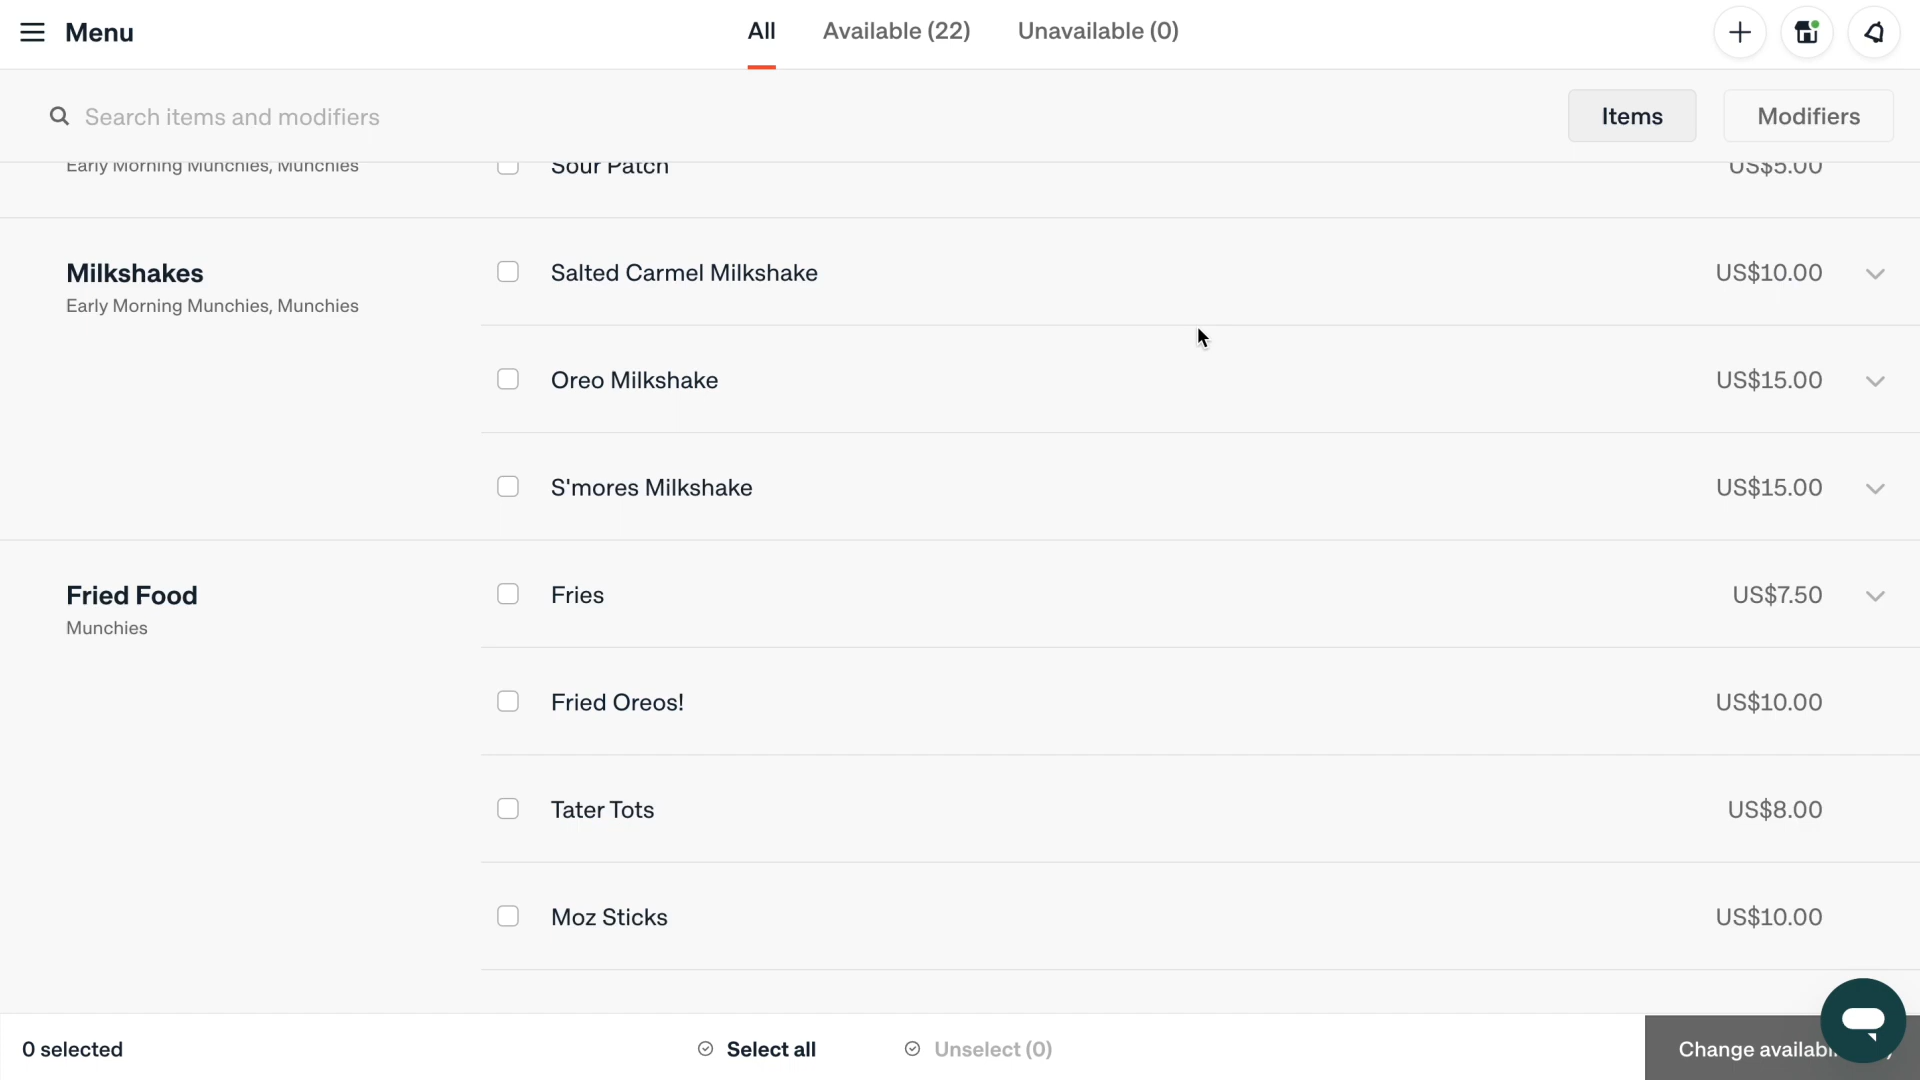 Menu
All
Available (22)
Unavailable (0)
Search items and modifiers
Items
Modifiers
Early Morning Munchies, Munchies
Sour Patch
US$5.00
Milkshakes
Early Morning Munchies, Munchies
Salted Carmel Milkshake
US$10.00
Oreo Milkshake
US$15.00
S'mores Milkshake
US$15.00
Fried Food
Munchies
Fries
US$7.50
Fried Oreos!
US$10.00
Tater Tots
US$8.00
Moz Sticks
US$10.00
0 selected
Select all
Unselect (0)
Change